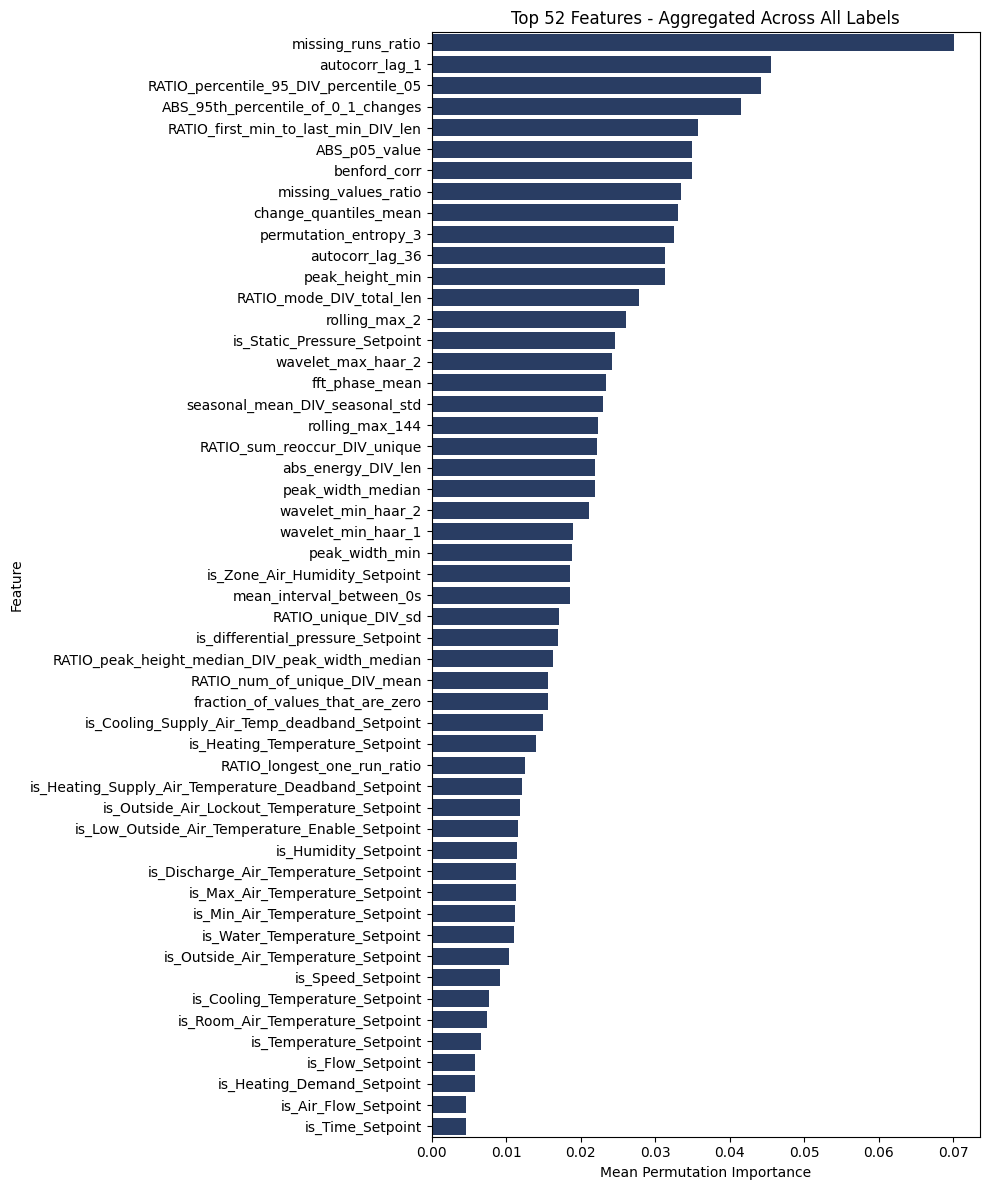 Top 52 Features - Aggregated Across All Labels
missing_runs_ratio
autocorr_lag_1
RATIO_percentile_95_DIV_percentile_05
ABS_95th_percentile_of_0_1_changes
RATIO_first_min_to_last_min_DIV_len
ABS_p05_value
benford_corr
missing_values_ratio
change_quantiles_mean
permutation_entropy_3
autocorr_lag_36
peak_height_min
RATIO_mode_DIV_total_len
rolling_max_2
is_Static_Pressure_Setpoint
wavelet_max_haar_2
fft_phase_mean
seasonal_mean_DIV_seasonal_std
rolling_max_144
RATIO_sum_reoccur_DIV_unique
abs_energy_DIV_len
peak_width_median
wavelet_min_haar_2
wavelet_min_haar_1
peak_width_min
is_Zone_Air_Humidity_Setpoint
mean_interval_between_0s
RATIO_unique_DIV_sd
is_differential_pressure_Setpoint
RATIO_peak_height_median_DIV_peak_width_median
RATIO_num_of_unique_DIV_mean
fraction_of_values_that_are_zero
is_Cooling_Supply_Air_Temp_deadband_Setpoint
is_Heating_Temperature_Setpoint
RATIO_longest_one_run_ratio
is_Heating_Supply_Air_Temperature_Deadband_Setpoint
is_Outside_Air_Lockout_Temperature_Setpoint
is_Low_Outside_Air_Temperature_Enable_Setpoint
is_Humidity_Setpoint
is_Discharge_Air_Temperature_Setpoint
is_Max_Air_Temperature_Setpoint
is_Min_Air_Temperature_Setpoint
is_Water_Temperature_Setpoint
is_Outside_Air_Temperature_Setpoint
is_Speed_Setpoint
is_Cooling_Temperature_Setpoint
is_Room_Air_Temperature_Setpoint
is_Temperature_Setpoint
is_Flow_Setpoint
is_Heating_Demand_Setpoint
is_Air_Flow_Setpoint
is_Time_Setpoint
Feature
0.00 0.01 0.02 0.03 0.04 0.05 0.06 0.07
Mean Permutation Importance